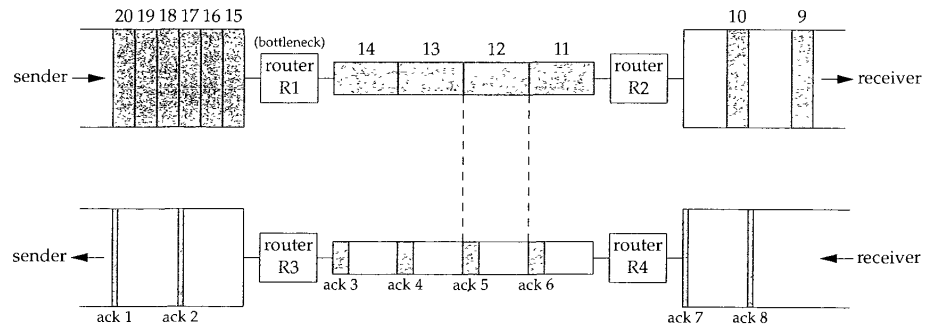 20 19 18 17 16 15
(bottleneck)
14 13 12 11
10 9
sender
router
R1
router
R2
receiver
sender
router
R3
router
R4
receiver
ack 3 ack 4 ack 5 ack 6
ack 1 ack 2
ack 7 ack 8